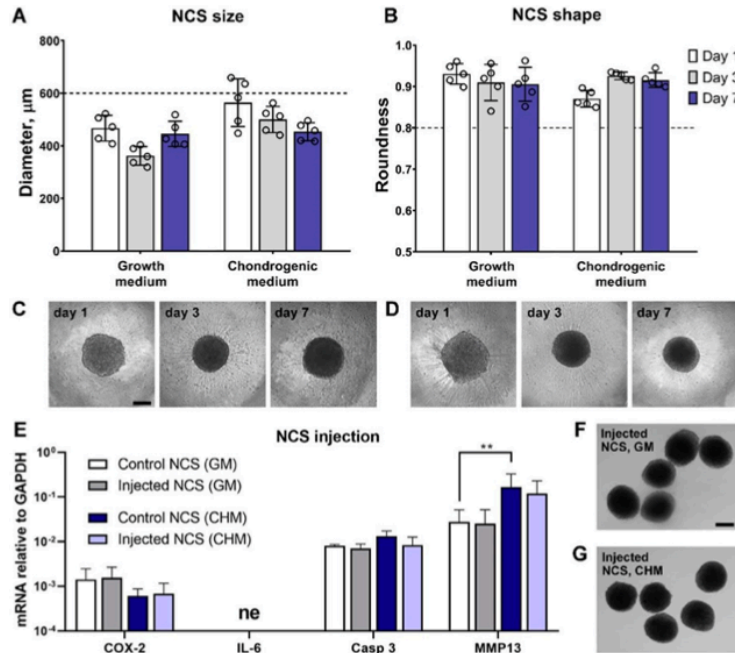 A
NCS size
Diameter, μm
800
600
400
200
0
Growth
medium
Chondrogenic
medium
B
NCS shape
Roundness
1.0
0.9
0.8
0.7
0.6
0.5
Growth
medium
Chondrogenic
medium
Day 1
Day 3
Day 7
C
day 1
day 3
day 7
D
day 1
day 3
day 7
E
NCS injection
mRNA relative to GAPDH
10⁰
10⁻¹
10⁻²
10⁻³
10⁻⁴
Control NCS (GM)
Injected NCS (GM)
Control NCS (CHM)
Injected NCS (CHM)
**
ne
COX-2
IL-6
Casp 3
MMP13
F
Injected
NCS, GM
G
Injected
NCS, CHM